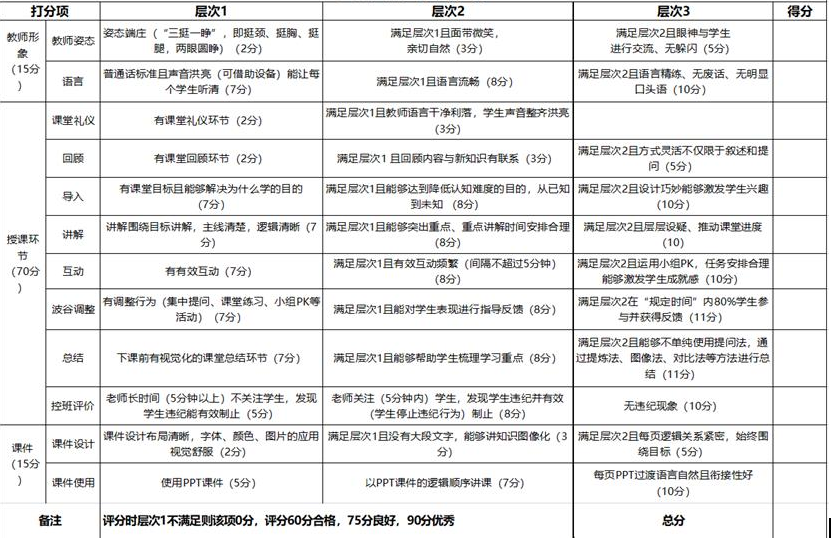 打分项 层次1 层次2 层次3 得分
教师形象（15分）
教师姿态 姿态端庄（“三挺一睁”，即挺颈、挺胸、挺腿，两眼圆睁）（2分） 满足层次1且面带微笑，亲切自然（3分） 满足层次2且眼神与学生进行交流、无躲闪（5分）
语言 普通话标准且声音洪亮（可借助设备）能让每个学生听清（7分） 满足层次1且语言流畅（8分） 满足层次2且语言精练、无废话、无明显口头语（10分）
授课环节（70分）
课堂礼仪 有课堂礼仪环节（2分） 满足层次1且教师语言干净利落，学生声音整齐洪亮（3分）
回顾 有课堂回顾环节（2分） 满足层次1 且回顾内容与新知识有联系（3分） 满足层次2且方式灵活不仅限于叙述和提问（5分）
导入 有课堂目标且能够解决为什么学的目的（7分） 满足层次1且能够达到降低认知难度的目的，从已知到未知（8分） 满足层次2且设计巧妙能够激发学生兴趣（10分）
讲解 讲解围绕目标讲解，主线清楚，逻辑清晰（7分） 满足层次1且能够突出重点、重点讲解时间安排合理（8分） 满足层次2且层层设疑、推动课堂进度（10）
互动 有有效互动（7分） 满足层次1且有效互动频繁（间隔不超过5分钟）（8分） 满足层次2且运用小组PK，任务安排合理能够激发学生成就感（10分）
波谷调整 有调整行为（集中提问、课堂练习、小组PK等活动）（7分） 满足层次1且能对学生表现进行指导反馈（8分） 满足层次2在“规定时间”内80%学生参与并获得反馈（11分）
总结 下课前有视觉化的课堂总结环节（7分） 满足层次1且能够帮助学生梳理学习重点（8分） 满足层次2且能够不单纯使用提问法，通过提炼法、图像法、对比法等方法进行总结（11分）
控班评价 老师长时间（5分钟以上）不关注学生，发现学生违纪能有效制止（5分） 老师关注（5分钟内）学生，发现学生违纪并有效（学生停止违纪行为）制止（8分） 无违纪现象（10分）
课件（15分）
课件设计 课件设计布局清晰，字体、颜色、图片的应用视觉舒服（2分） 满足层次1且没有大段文字，能够讲知识图像化（3分） 满足层次2且每页逻辑关系紧密，始终围绕目标（5分）
课件使用 使用PPT课件（5分） 以PPT课件的逻辑顺序讲课（7分） 每页PPT过渡语言自然且衔接性好（10分）
备注 评分时层次1不满足则该项0分，评分60分合格，75分良好，90分优秀 总分